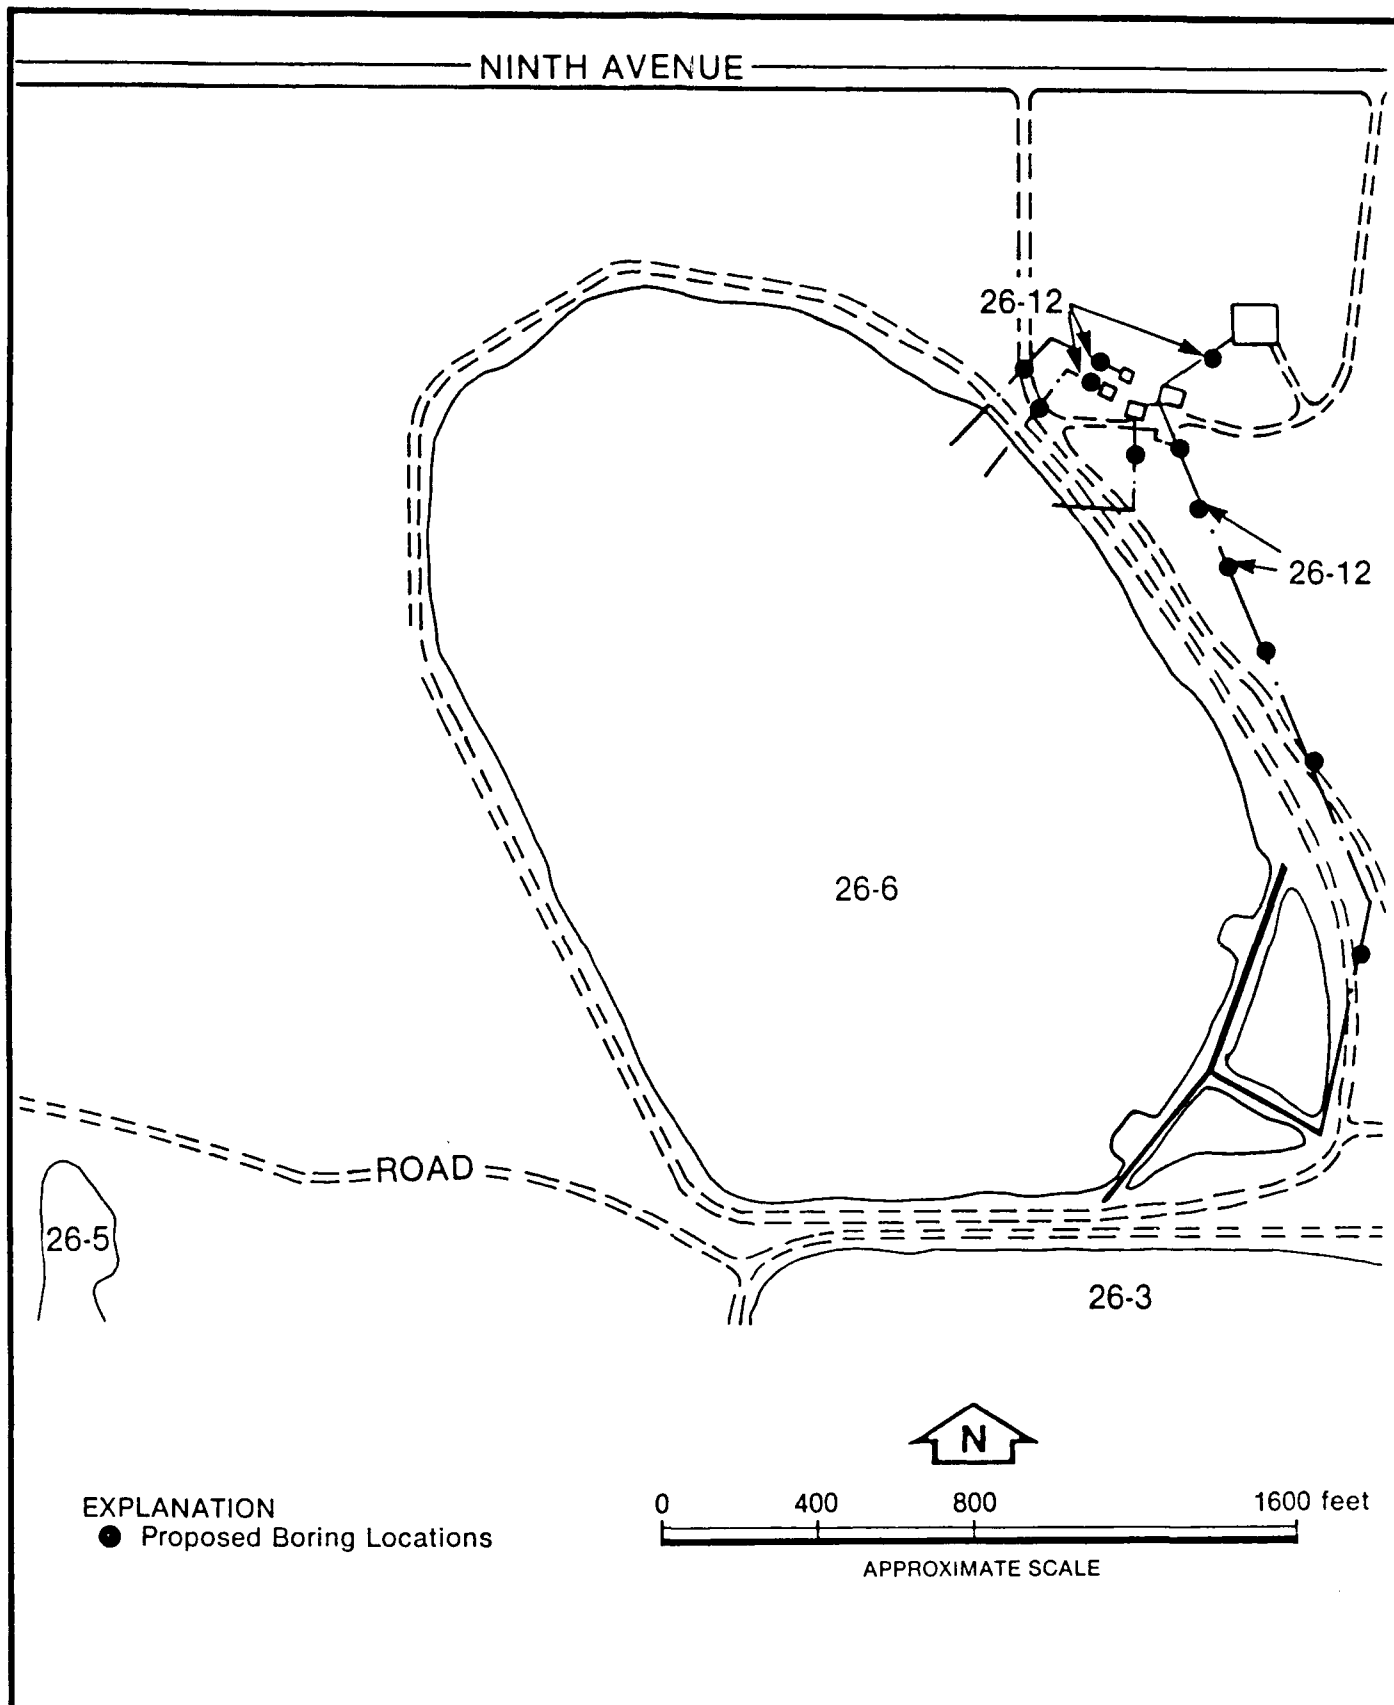 NINTH AVENUE
26-12
26-12
26-6
ROAD
26-5
26-3
N
EXPLANATION
Proposed Boring Locations
0 400 800 1600 feet
APPROXIMATE SCALE